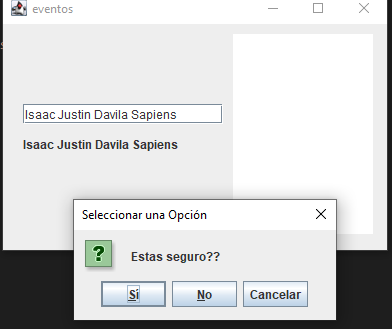 eventos
Isaac Justin Davila Sapiens
Isaac Justin Davila Sapiens
Seleccionar una Opción
?
Estas seguro??
Sí
No
Cancelar